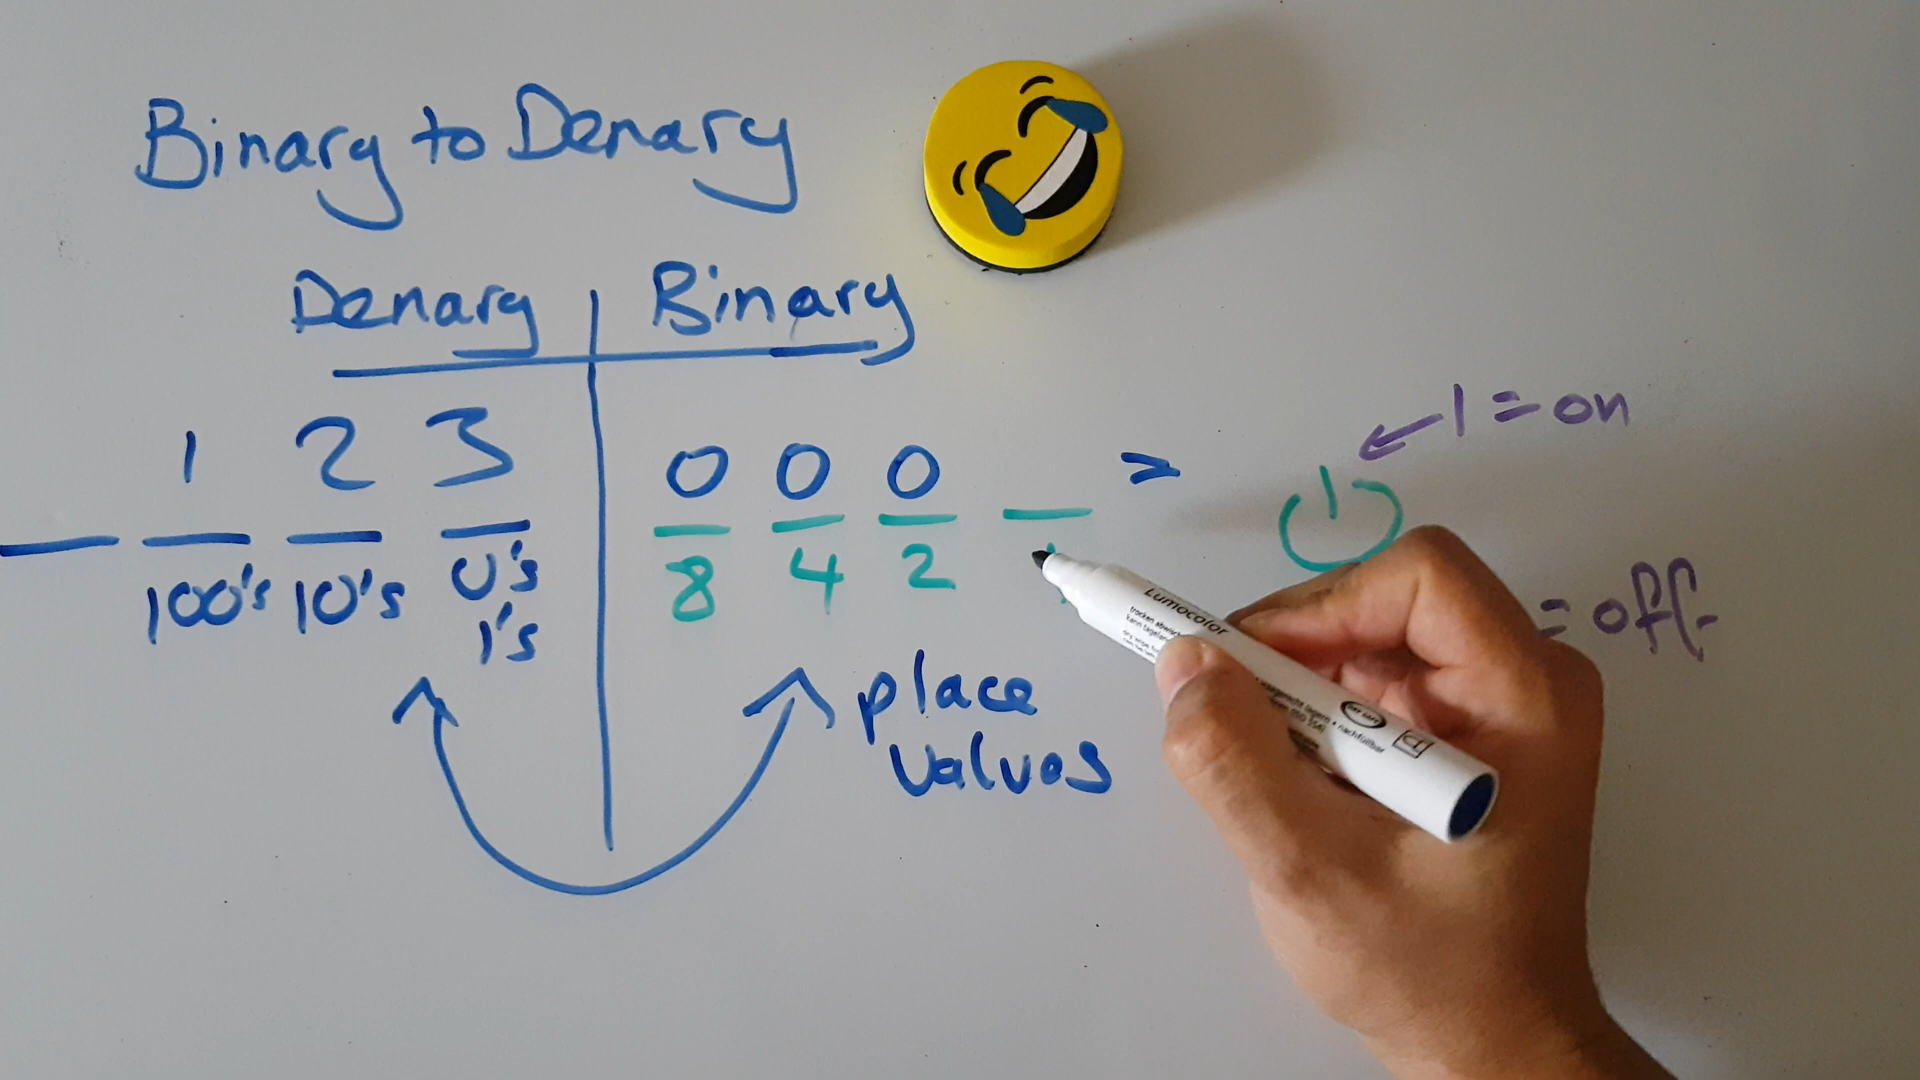 Binary to Denary
Denary Binary
1 2 3 0 0 0 =
100's 10's U's 8 4 2
1's
place
values
1 = on
= off
Lumocolor